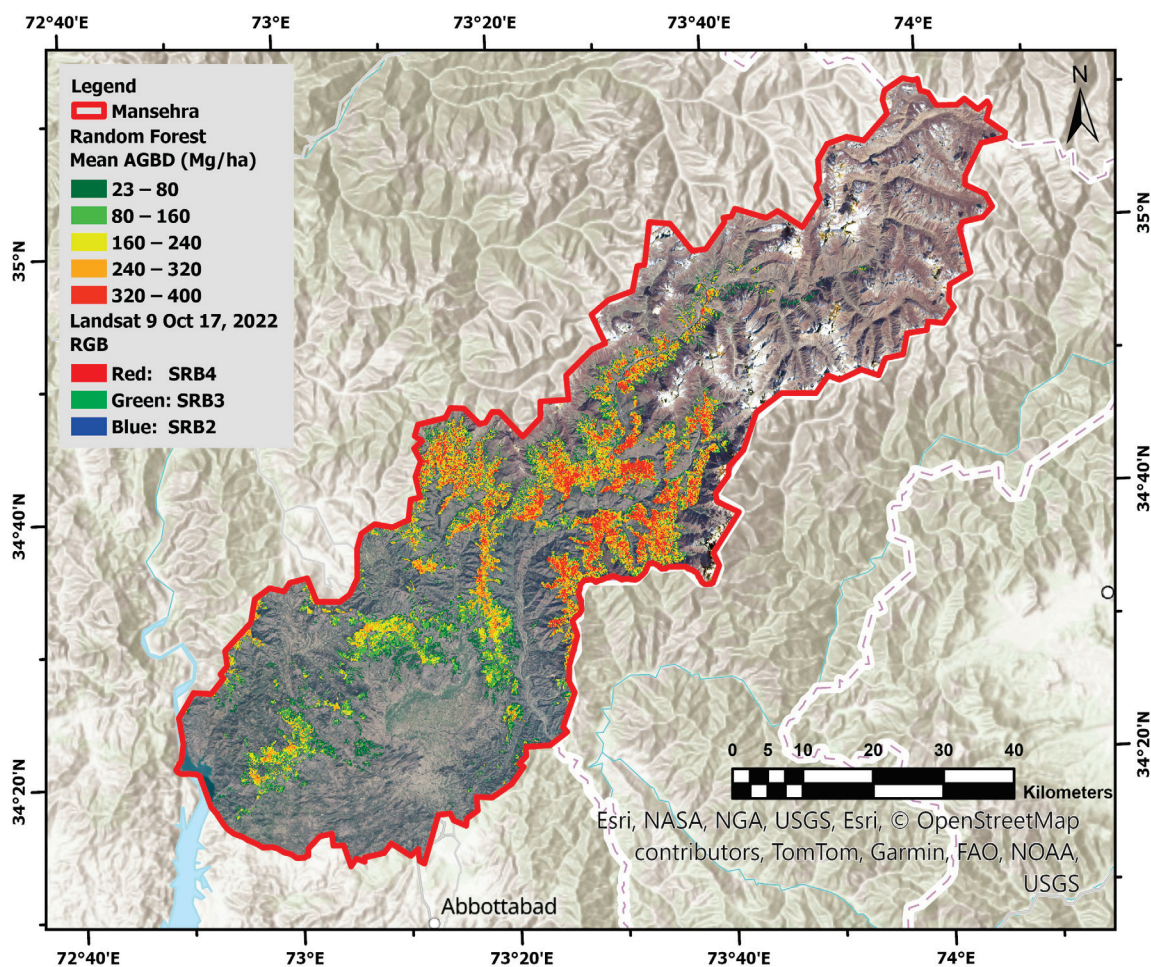 72°40'E 73°E 73°20'E 73°40'E 74°E
N
Legend
Mansehra
Random Forest
Mean AGBD (Mg/ha)
23 – 80
80 – 160
160 – 240
240 – 320
320 – 400
Landsat 9 Oct 17, 2022
RGB
Red: SRB4
Green: SRB3
Blue: SRB2
35°N
34°40'N
34°20'N
35°N
34°40'N
34°20'N
0 5 10 20 30 40
Kilometers
Esri, NASA, NGA, USGS, Esri, © OpenStreetMap
contributors, TomTom, Garmin, FAO, NOAA,
USGS
Abbottabad
72°40'E 73°E 73°20'E 73°40'E 74°E